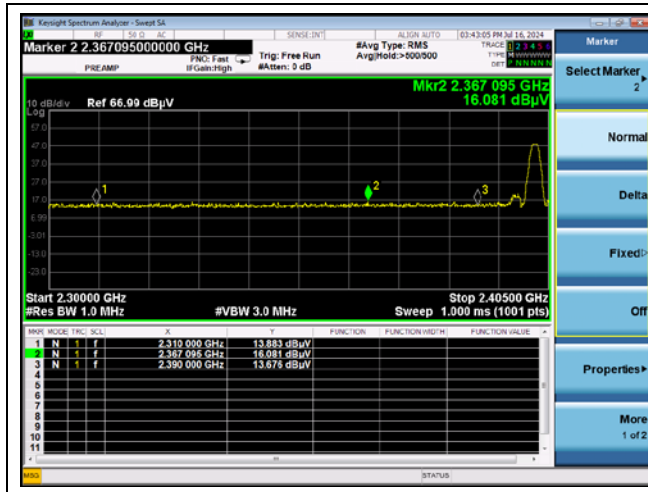 Keysight Spectrum Analyzer - Swept SA
RF 50 Ω AC SENSE:INT ALIGN AUTO 03:43:05 PM Jul 16, 2024
Marker 2 2.367095000000 GHz
PREAMP
PNO: Fast
IFGain:High
Trig: Free Run
#Atten: 0 dB
#Avg Type: RMS
Avg|Hold:>500/500
TRACE 1 2 3 4 5 6
TYPE M W W W W W
DET P N N N N N
Mkr2 2.367 095 GHz
16.081 dBµV
10 dB/div Ref 66.99 dBµV
Log
57.0
47.0
37.0
27.0
17.0
6.99
-3.01
-13.0
-23.0
1
2
3
Start 2.30000 GHz Stop 2.40500 GHz
#Res BW 1.0 MHz #VBW 3.0 MHz Sweep 1.000 ms (1001 pts)
MKR MODE TRC SCL X Y FUNCTION FUNCTION WIDTH FUNCTION VALUE
1 N 1 f 2.310 000 GHz 13.883 dBµV
2 N 1 f 2.367 095 GHz 16.081 dBµV
3 N 1 f 2.390 000 GHz 13.676 dBµV
4
5
6
7
8
9
10
11
MSG STATUS
Marker
Select Marker
2
Normal
Delta
Fixed
Off
Properties
More
1 of 2